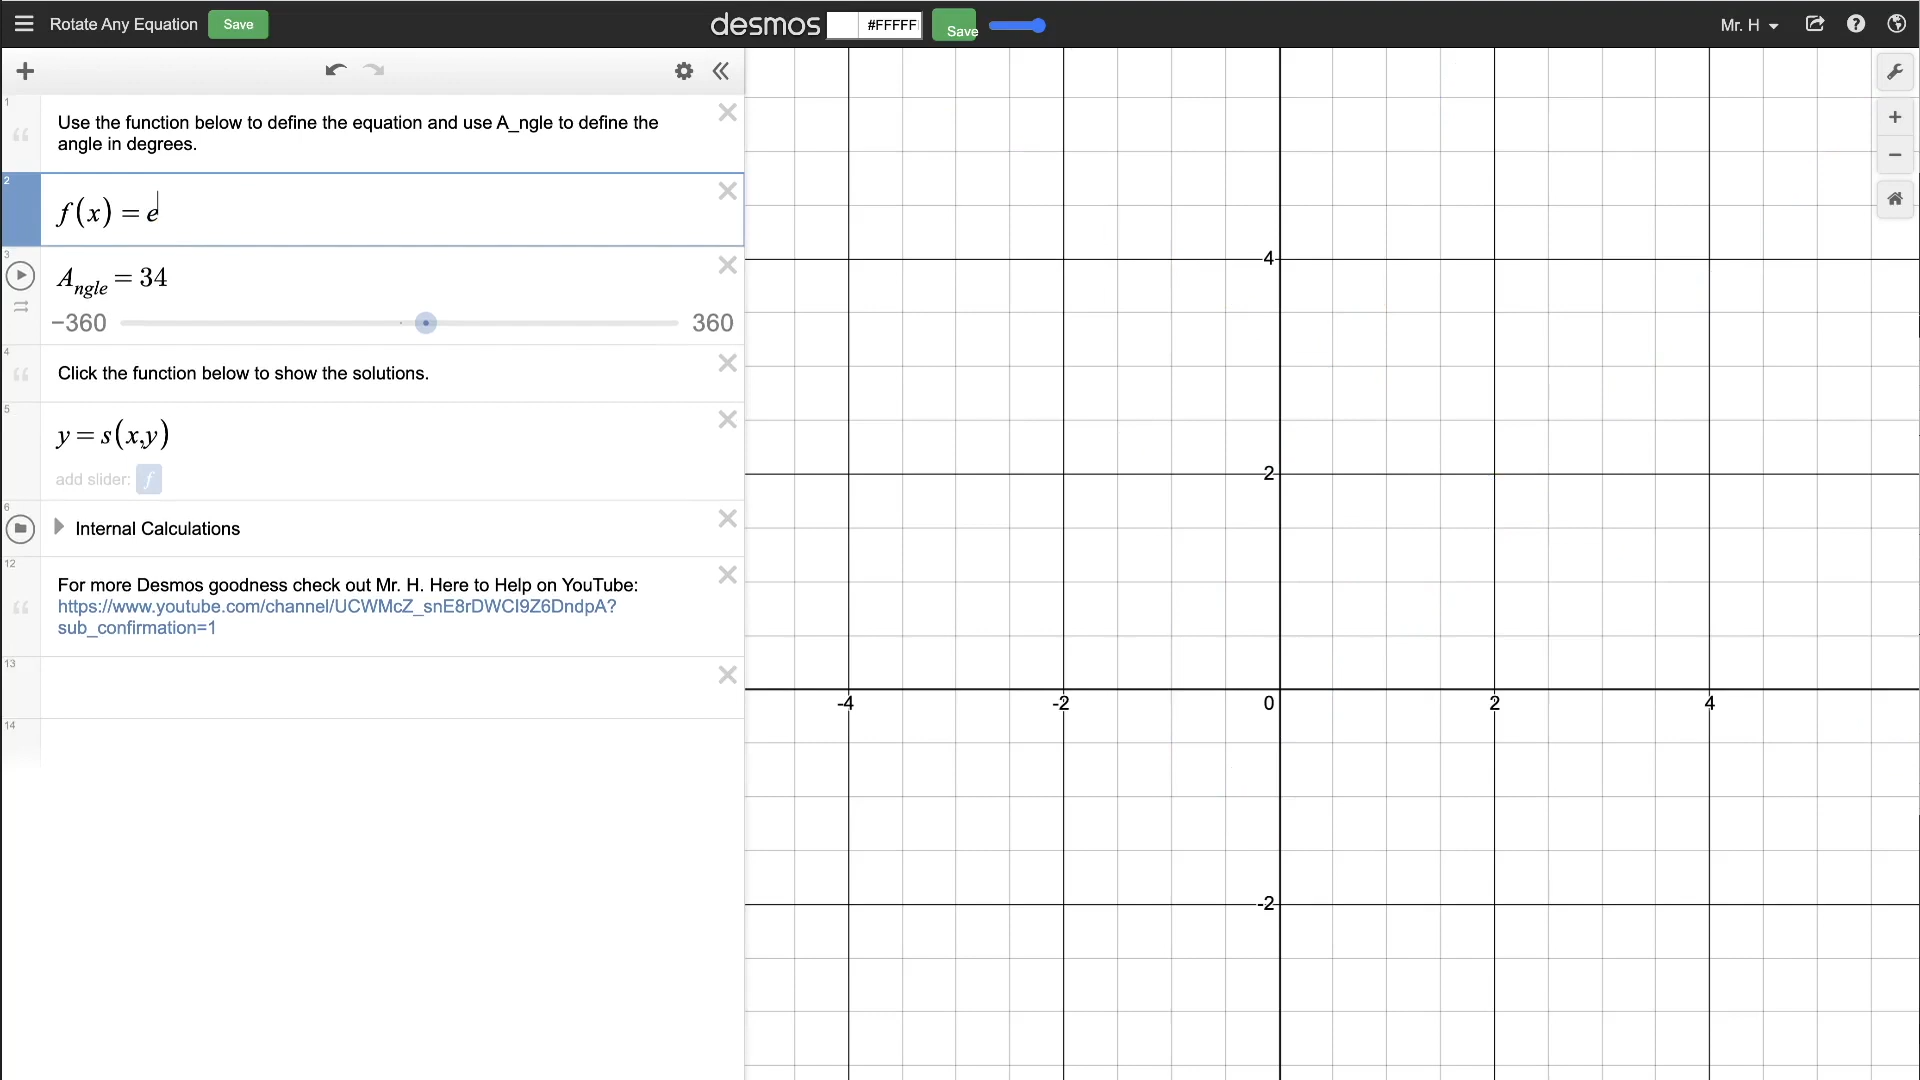 Rotate Any Equation
Save
desmos
#FFFFF
Save
Mr. H
1
Use the function below to define the equation and use A_ngle to define the
angle in degrees.
2
f(x) = e
3
A_ngle = 34
−360
360
4
Click the function below to show the solutions.
5
y = s(x,y)
add slider: f
6
Internal Calculations
12
For more Desmos goodness check out Mr. H. Here to Help on YouTube:
https://www.youtube.com/channel/UCWMcZ_snE8rDWCI9Z6DndpA?
sub_confirmation=1
13
14
4
2
-4
-2
0
2
4
-2